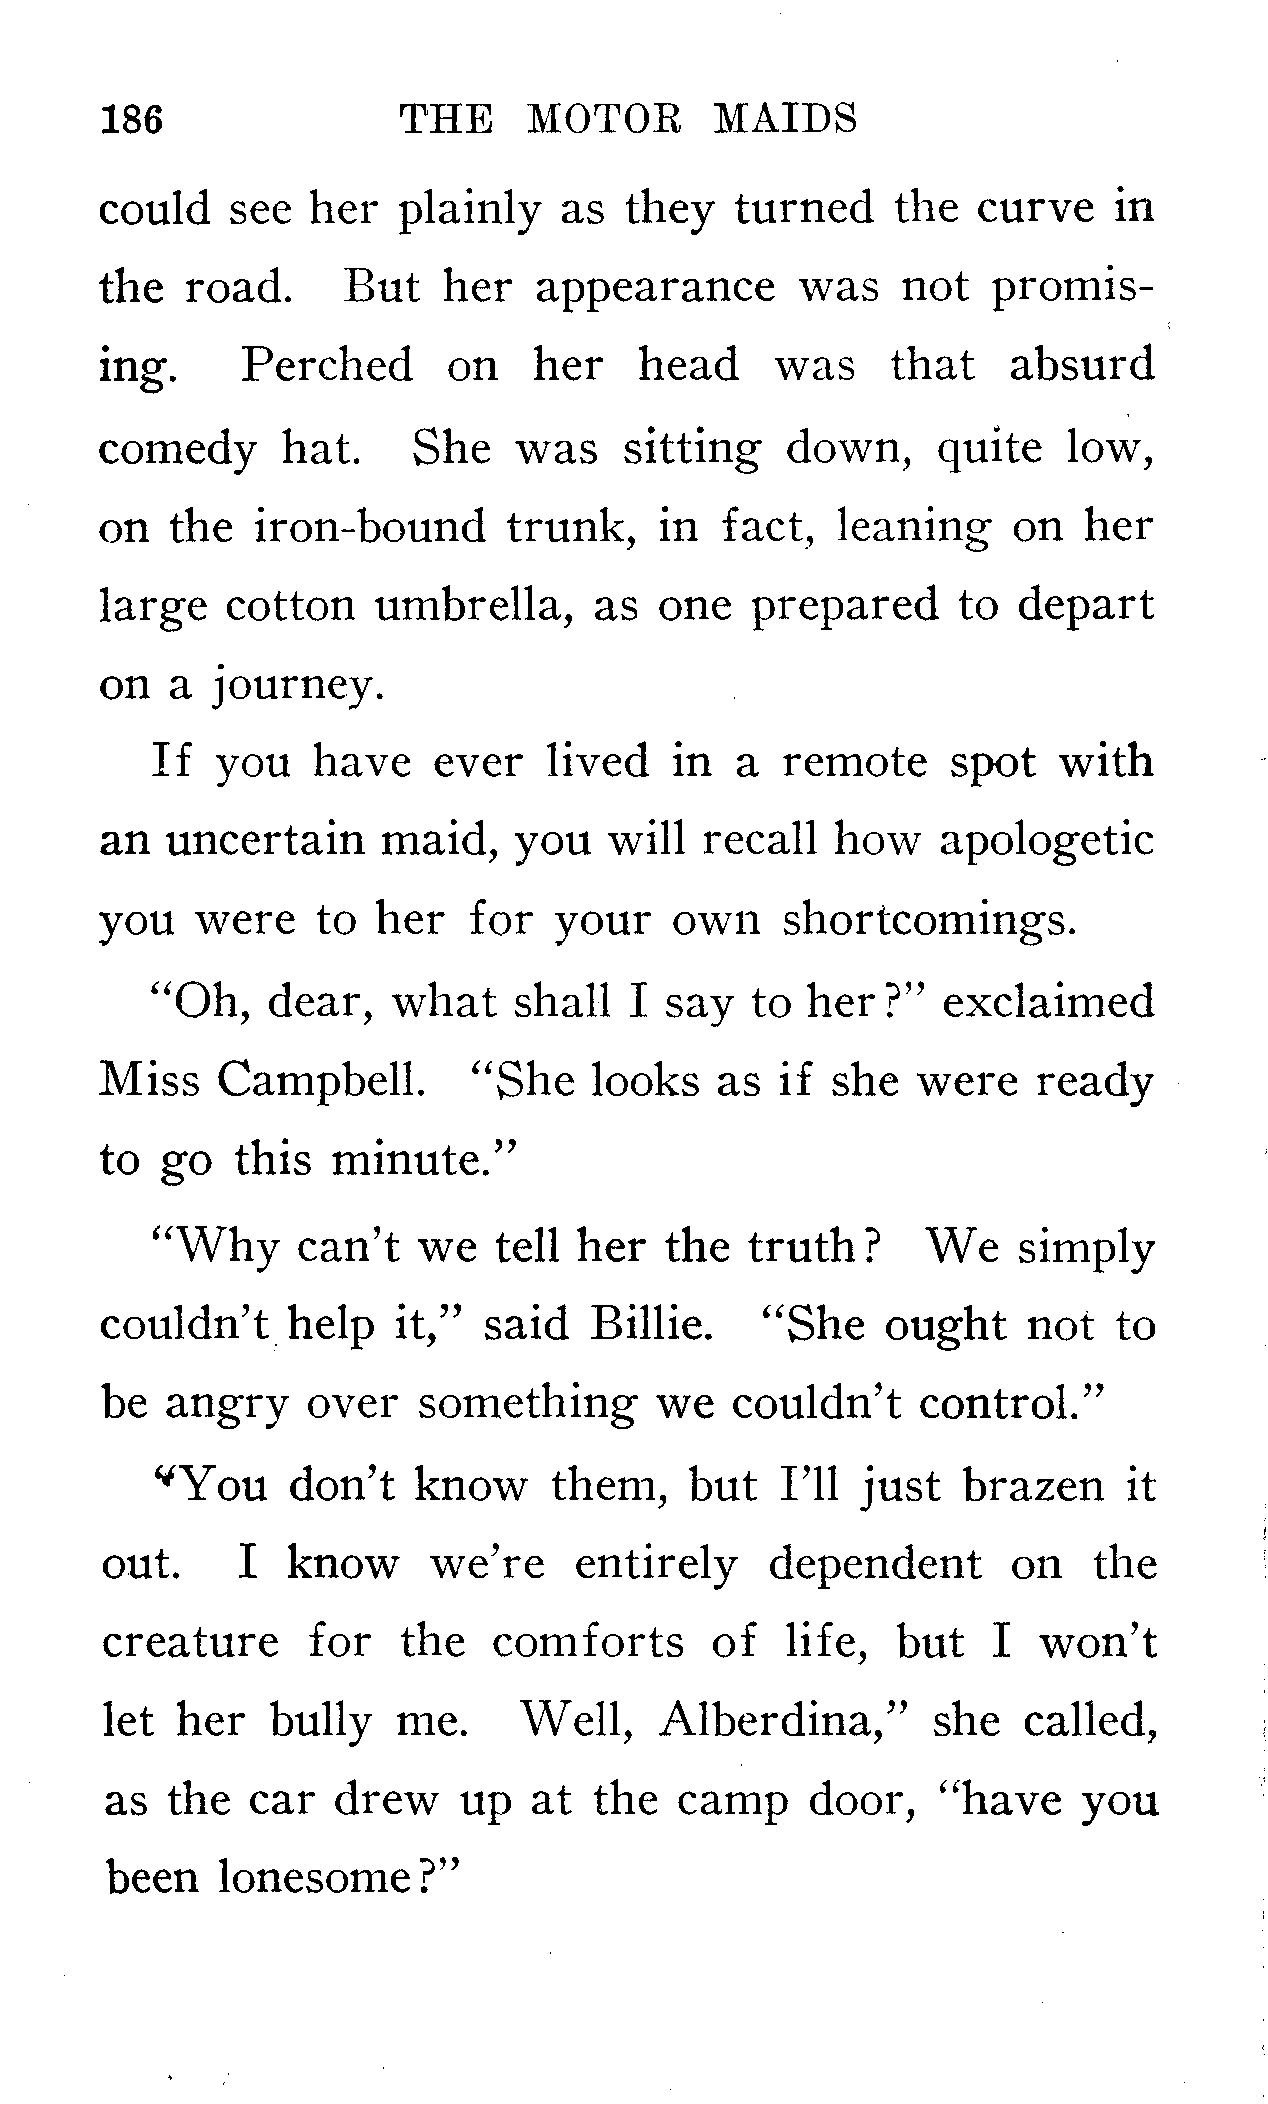 186 THE MOTOR MAIDS
could see her plainly as they turned the curve in
the road. But her appearance was not promis-
ing. Perched on her head was that absurd
comedy hat. She was sitting down, quite low,
on the iron-bound trunk, in fact, leaning on her
large cotton umbrella, as one prepared to depart
on a journey.
If you have ever lived in a remote spot with
an uncertain maid, you will recall how apologetic
you were to her for your own shortcomings.
“Oh, dear, what shall I say to her?” exclaimed
Miss Campbell. “She looks as if she were ready
to go this minute.”
“Why can’t we tell her the truth? We simply
couldn’t help it,” said Billie. “She ought not to
be angry over something we couldn’t control.”
“You don’t know them, but I’ll just brazen it
out. I know we’re entirely dependent on the
creature for the comforts of life, but I won’t
let her bully me. Well, Alberdina,” she called,
as the car drew up at the camp door, “have you
been lonesome?”